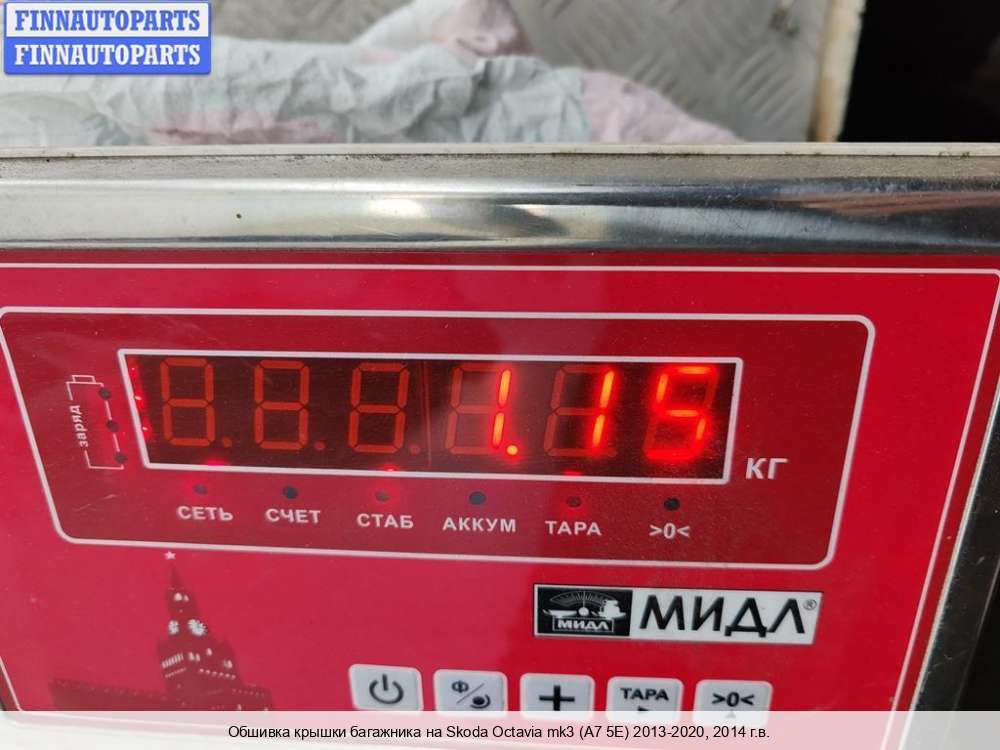 FINNAUTOPARTS
FINNAUTOPARTS
1.15
КГ
заряд
СЕТЬ СЧЕТ СТАБ АККУМ ТАРА >0<
МИДЛ МИДЛ®
Ф ТАРА >0<
Обшивка крышки багажника на Skoda Octavia mk3 (A7 5E) 2013-2020, 2014 г.в.